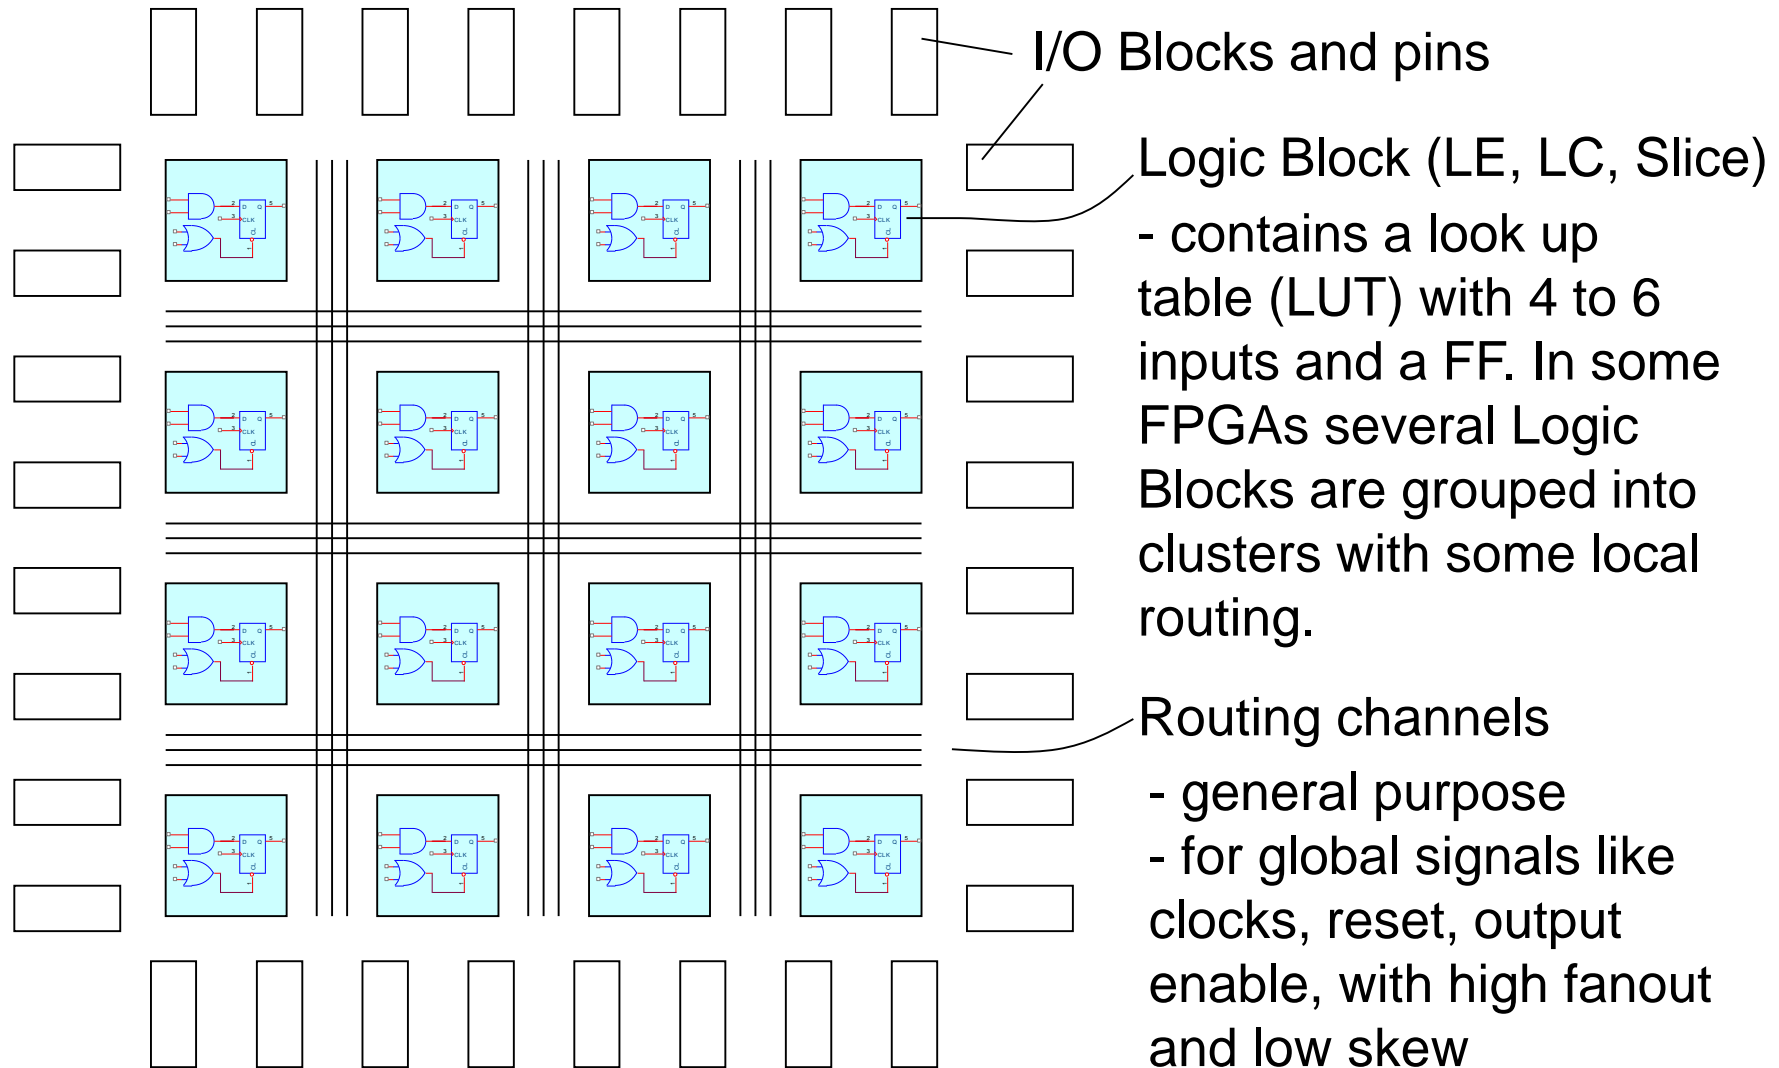 I/O Blocks and pins
Logic Block (LE, LC, Slice)
- contains a look up
table (LUT) with 4 to 6
inputs and a FF. In some
FPGAs several Logic
Blocks are grouped into
clusters with some local
routing.
Routing channels
- general purpose
- for global signals like
clocks, reset, output
enable, with high fanout
and low skew